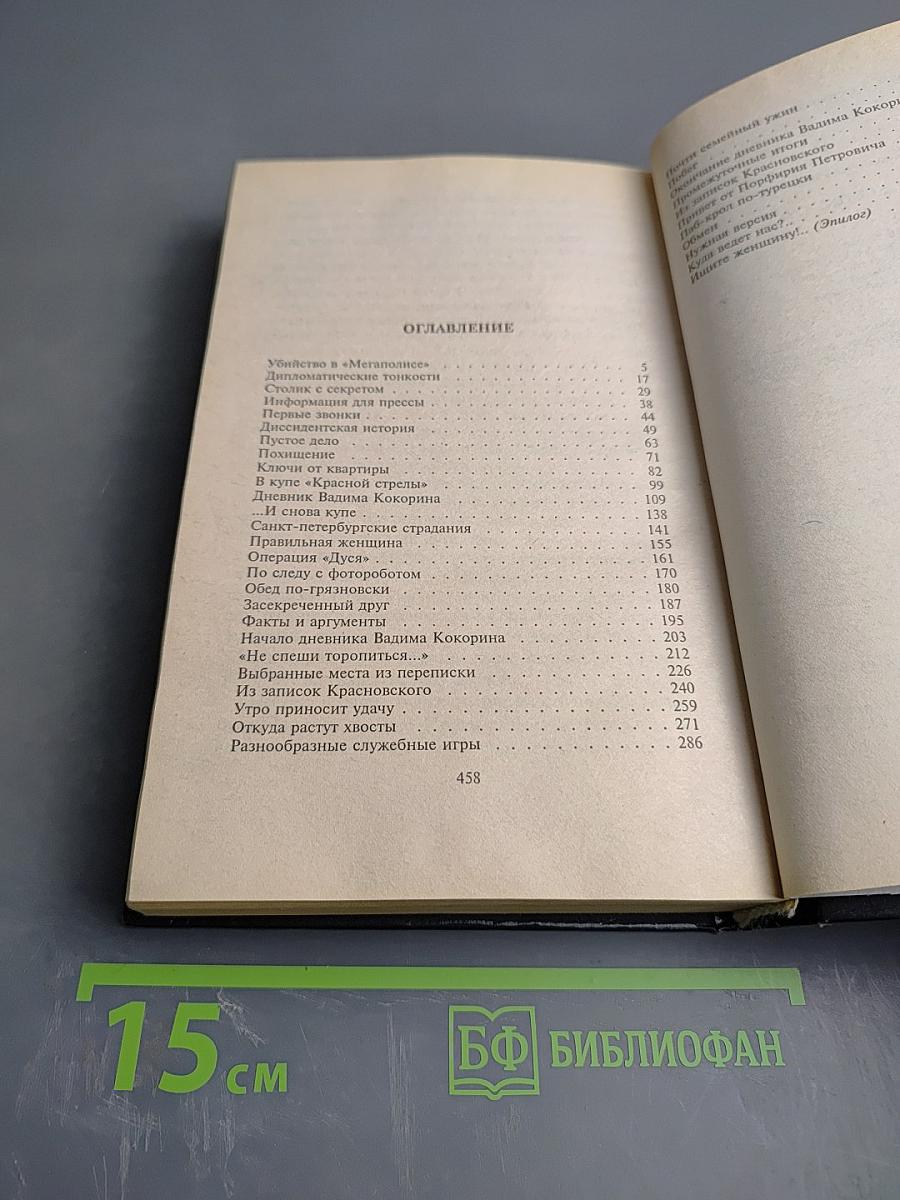 ОГЛАВЛЕНИЕ
Убийство в «Мегаполисе» . . . . . . . . . . . . . . . . 5
Дипломатические тонкости . . . . . . . . . . . . . . . 17
Столик с секретом . . . . . . . . . . . . . . . . . . . 29
Информация для прессы . . . . . . . . . . . . . . . . 38
Первые звонки . . . . . . . . . . . . . . . . . . . . . 44
Диссидентская история . . . . . . . . . . . . . . . . . 49
Пустое дело . . . . . . . . . . . . . . . . . . . . . . 63
Похищение . . . . . . . . . . . . . . . . . . . . . . 71
Ключи от квартиры . . . . . . . . . . . . . . . . . . 82
В купе «Красной стрелы» . . . . . . . . . . . . . . . . 99
Дневник Вадима Кокорина . . . . . . . . . . . . . . . 109
...И снова купе . . . . . . . . . . . . . . . . . . . . 138
Санкт-петербургские страдания . . . . . . . . . . . . . 141
Правильная женщина . . . . . . . . . . . . . . . . . 155
Операция «Дуся» . . . . . . . . . . . . . . . . . . . 161
По следу с фотороботом . . . . . . . . . . . . . . . . 170
Обед по-грязновски . . . . . . . . . . . . . . . . . . 180
Засекреченный друг . . . . . . . . . . . . . . . . . . 187
Факты и аргументы . . . . . . . . . . . . . . . . . . 195
Начало дневника Вадима Кокорина . . . . . . . . . . . 203
«Не спеши торопиться...» . . . . . . . . . . . . . . . 212
Выбранные места из переписки . . . . . . . . . . . . . 226
Из записок Красновского . . . . . . . . . . . . . . . 240
Утро приносит удачу . . . . . . . . . . . . . . . . . 259
Откуда растут хвосты . . . . . . . . . . . . . . . . . 271
Разнообразные служебные игры . . . . . . . . . . . . 286
458
Почти семейный ужин . . . . .
Побег . . . . .
Окончание дневника Вадима
Промежуточные итоги . . . . .
Из записок Красновского . . . . .
Привет от Порфирия Петровича . . .
Паб-крол по-турецки . . . . .
Обмен . . . . .
Нужная версия . . . . .
Куда ведет нас?.. . . . . .
Ищите женщину!.. (Эпилог) . . .
15 см
БФ БИБЛИОФАН